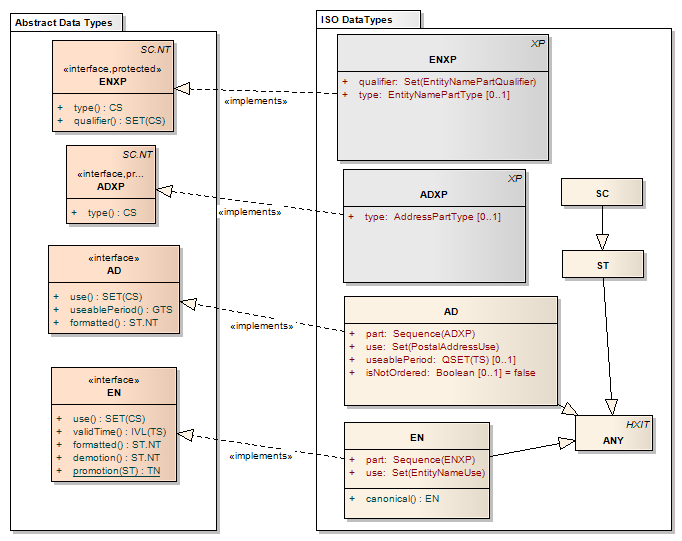 Abstract Data Types
SC.NT
«interface,protected»
ENXP
+ type() : CS
+ qualifier() : SET(CS)
SC.NT
«interface,pr...
ADXP
+ type() : CS
«interface»
AD
+ use() : SET(CS)
+ useablePeriod() : GTS
+ formatted() : ST.NT
«interface»
EN
+ use() : SET(CS)
+ validTime() : IVL(TS)
+ formatted() : ST.NT
+ demotion() : ST.NT
+ promotion(ST) : TN
«implements»
«implements»
«implements»
«implements»
ISO DataTypes
XP
ENXP
+ qualifier: Set(EntityNamePartQualifier)
+ type: EntityNamePartType [0..1]
XP
ADXP
+ type: AddressPartType [0..1]
AD
+ part: Sequence(ADXP)
+ use: Set(PostalAddressUse)
+ useablePeriod: QSET(TS) [0..1]
+ isNotOrdered: Boolean [0..1] = false
EN
+ part: Sequence(ENXP)
+ use: Set(EntityNameUse)
+ canonical() : EN
SC
ST
HXIT
ANY